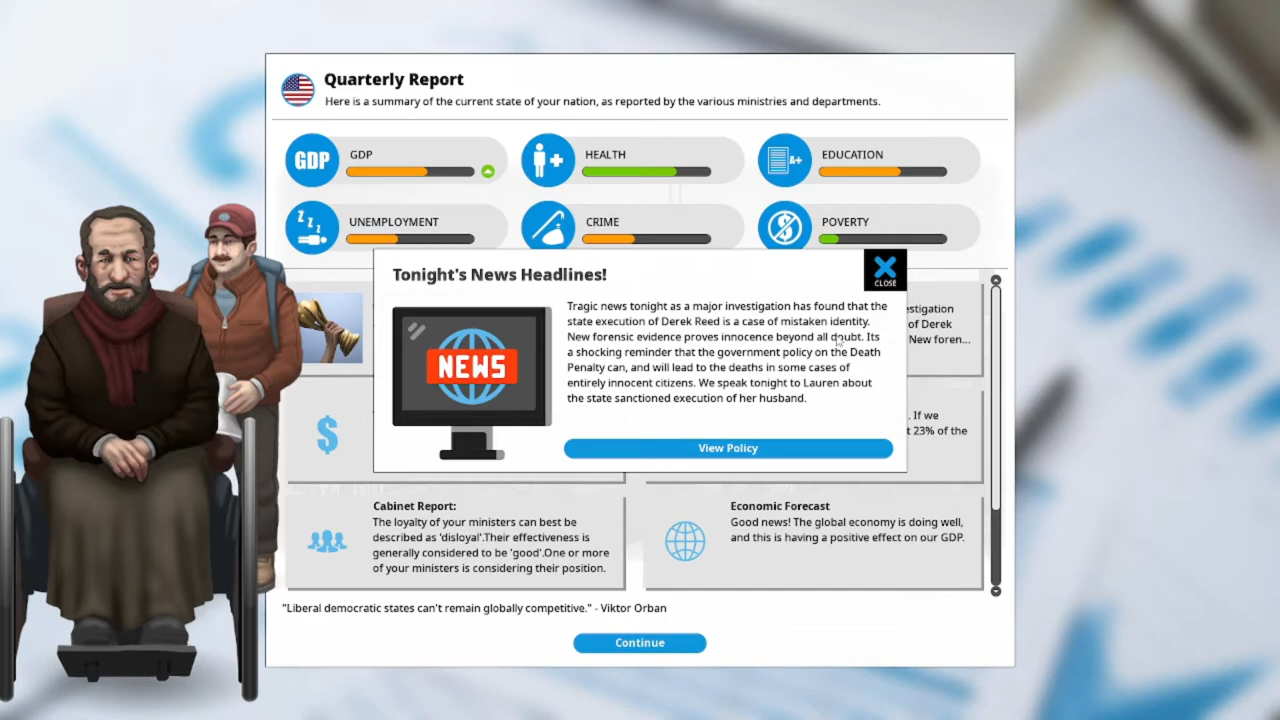 Quarterly Report
Here is a summary of the current state of your nation, as reported by the various ministries and departments.
GDP
GDP
HEALTH
A+
EDUCATION
Z Z Z
UNEMPLOYMENT
CRIME
$
POVERTY
Tonight's News Headlines!
CLOSE
NEWS
Tragic news tonight as a major investigation has found that the
state execution of Derek Reed is a case of mistaken identity.
New forensic evidence proves innocence beyond all doubt. Its
a shocking reminder that the government policy on the Death
Penalty can, and will lead to the deaths in some cases of
entirely innocent citizens. We speak tonight to Lauren about
the state sanctioned execution of her husband.
View Policy
estigation
of Derek
New foren...
$
. If we
t 23% of the
Cabinet Report:
The loyalty of your ministers can best be
described as 'disloyal'.Their effectiveness is
generally considered to be 'good'.One or more
of your ministers is considering their position.
Economic Forecast
Good news! The global economy is doing well,
and this is having a positive effect on our GDP.
"Liberal democratic states can't remain globally competitive." - Viktor Orban
Continue